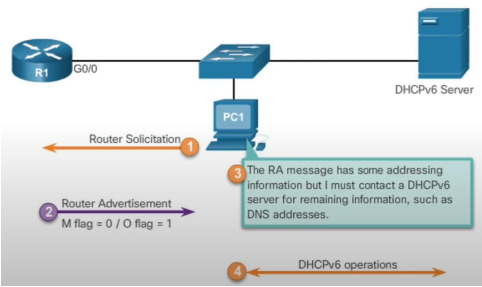 R1
G0/0
DHCPv6 Server
PC1
Router Solicitation
1
3
The RA message has some addressing
information but I must contact a DHCPv6
server for remaining information, such as
DNS addresses.
2
Router Advertisement
M flag = 0 / O flag = 1
4
DHCPv6 operations